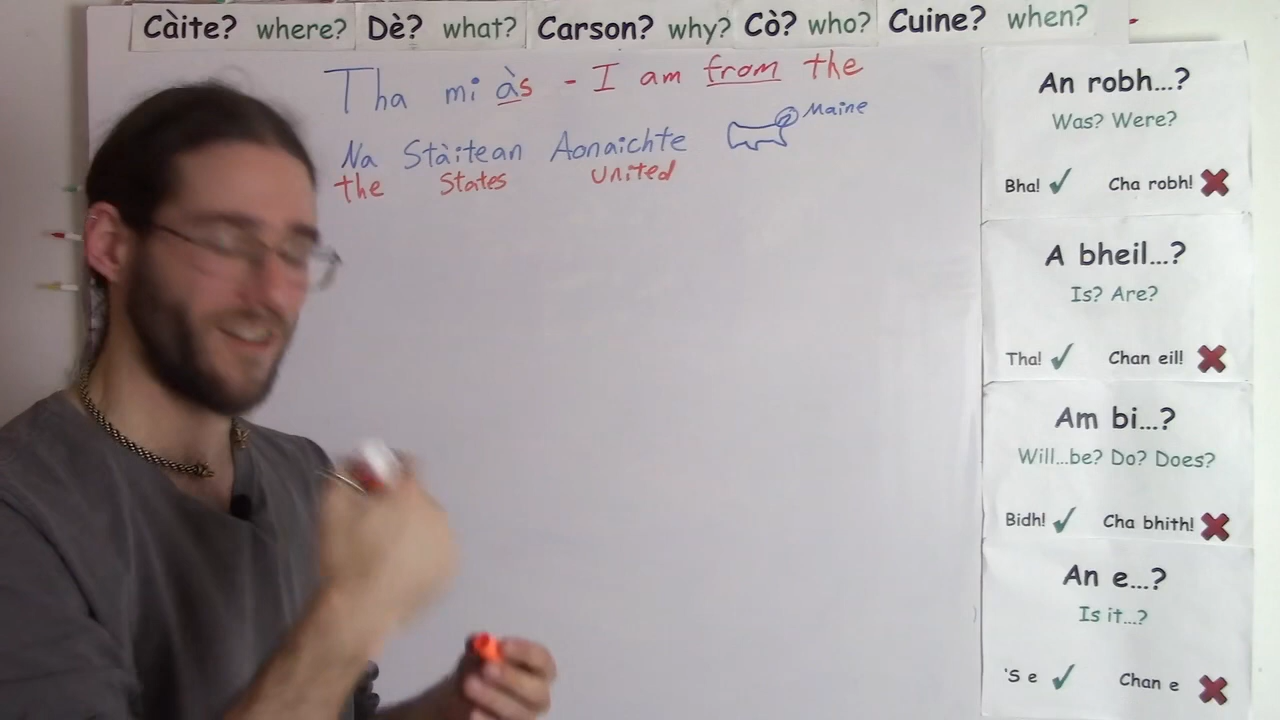 Càite? where? Dè? what? Carson? why? Cò? who? Cuine? when?
Tha mi às - I am from the
Na Stàitean Aonaichte Maine
the States United
An robh...?
Was? Were?
Bha! ✓ Cha robh! ✗
A bheil...?
Is? Are?
Tha! ✓ Chan eil! ✗
Am bi...?
Will...be? Do? Does?
Bidh! ✓ Cha bhith! ✗
An e...?
Is it...?
'S e ✓ Chan e ✗